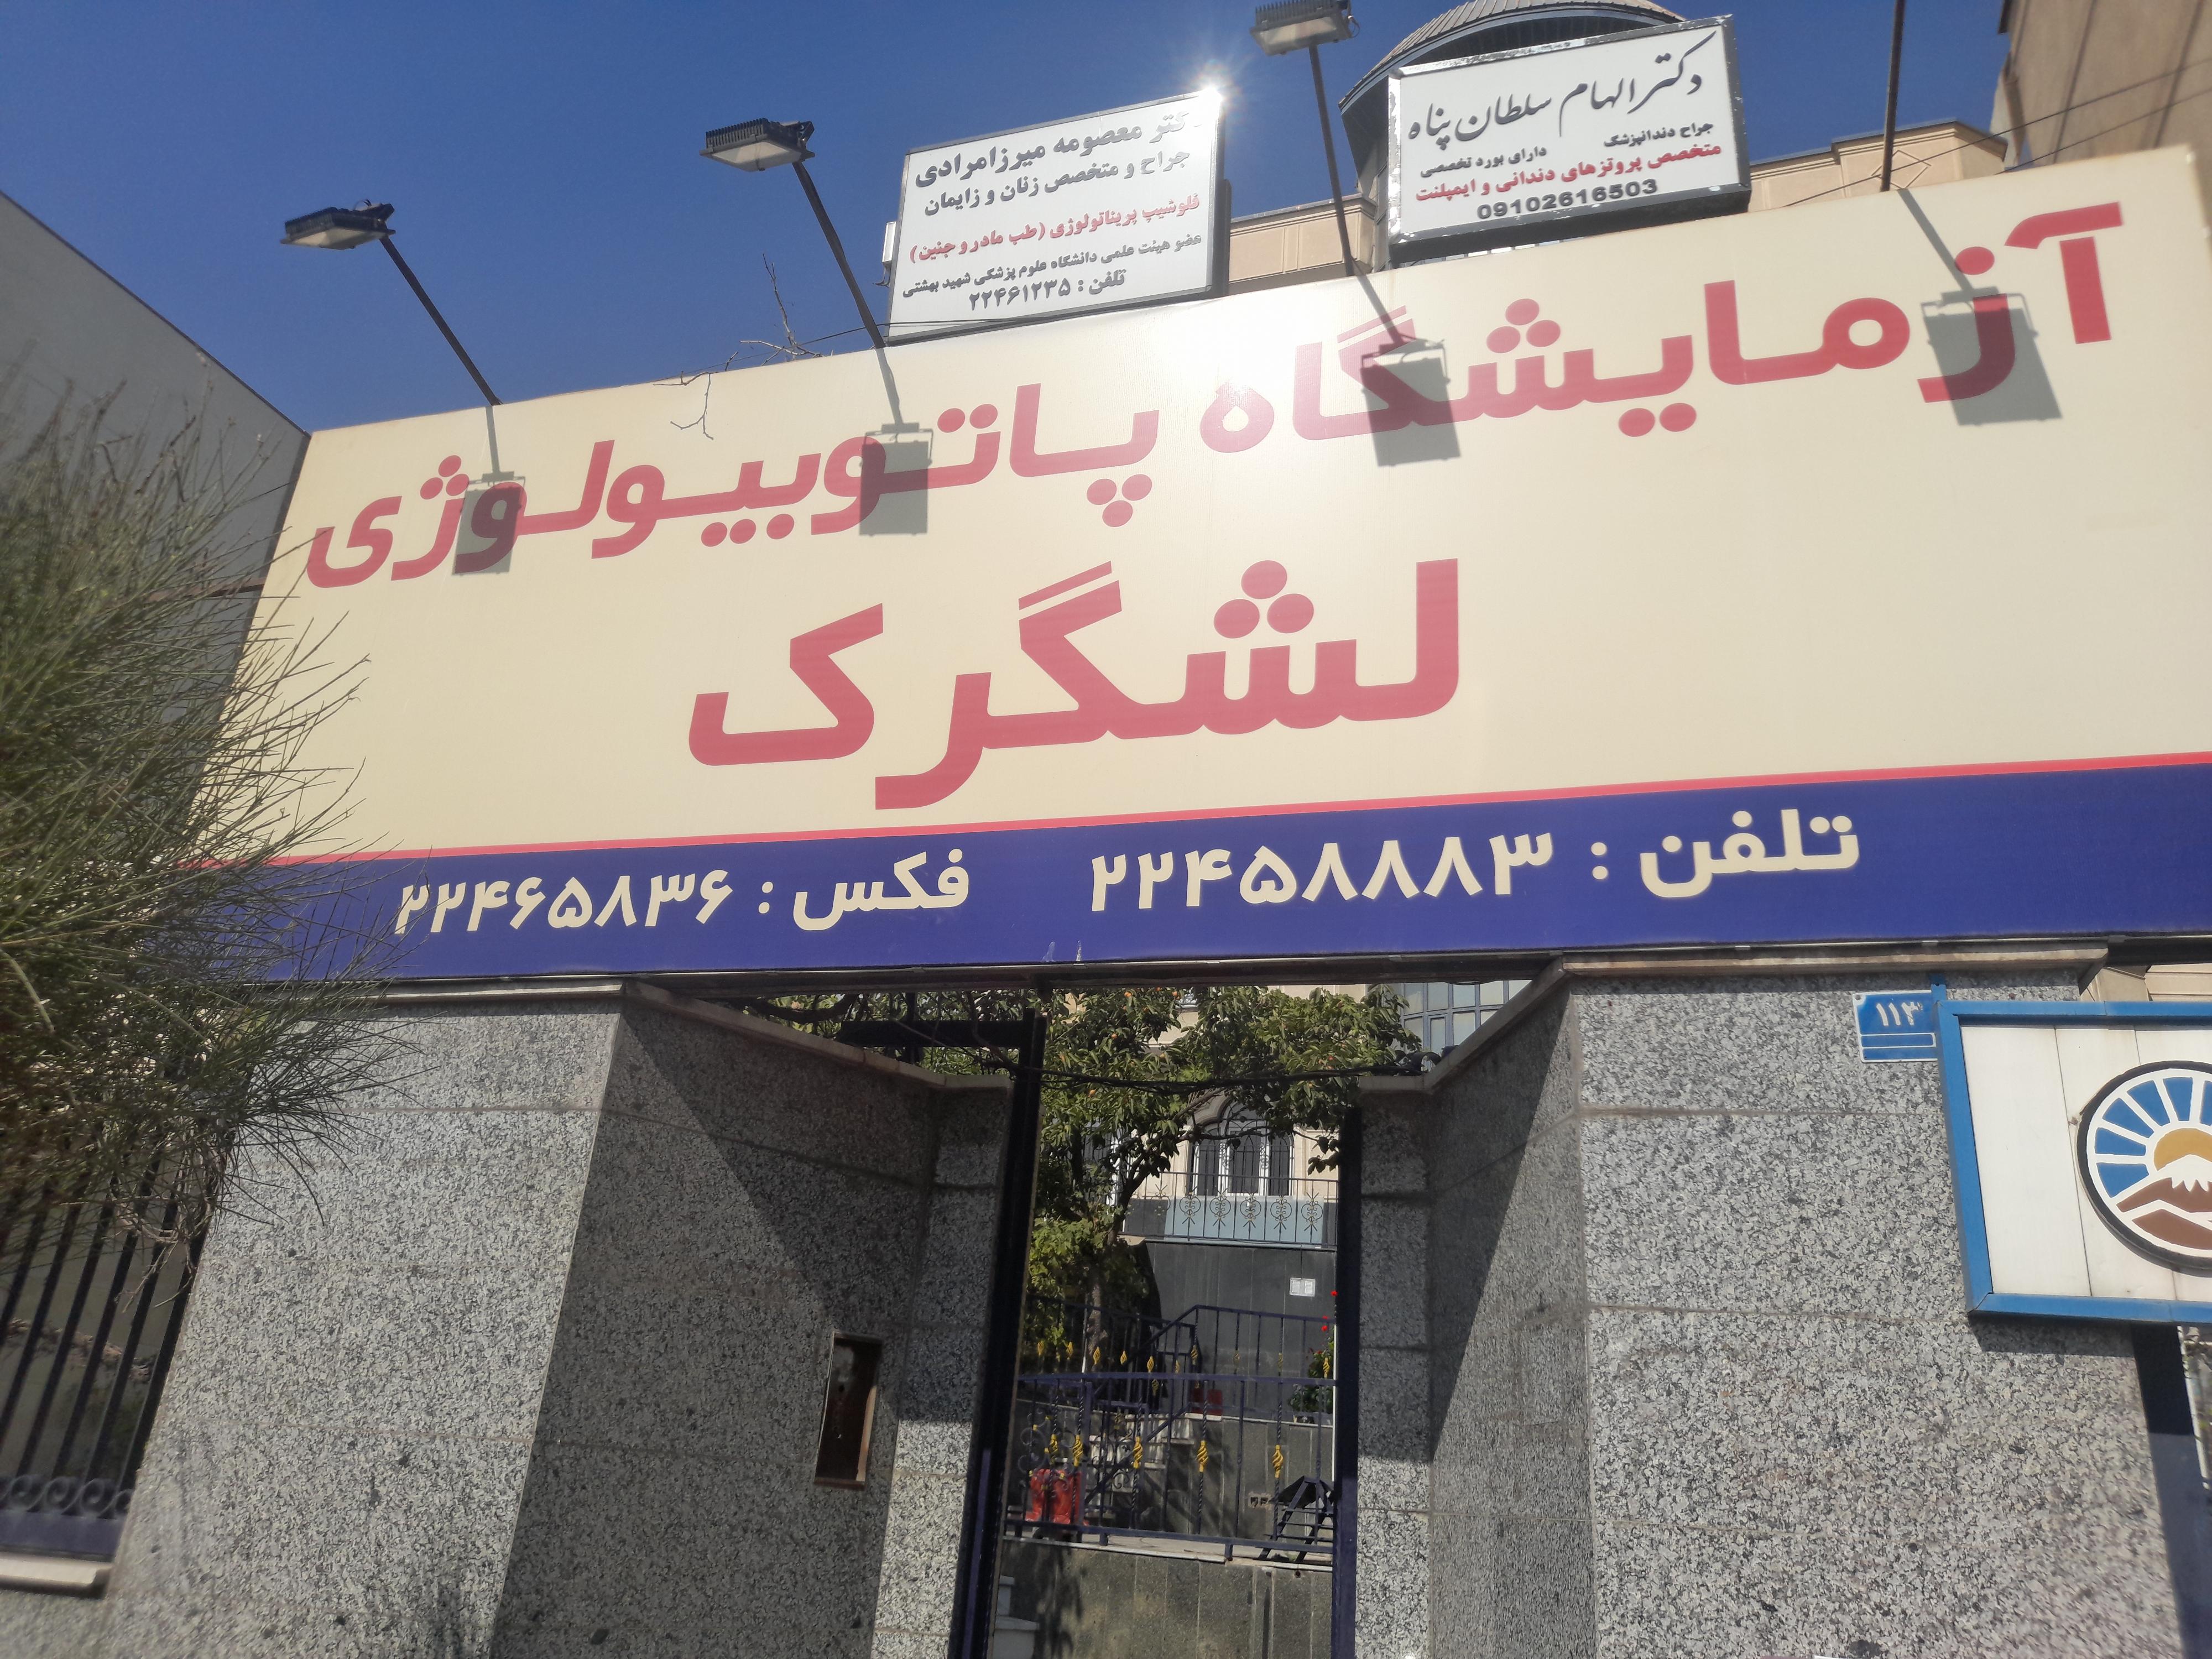 دکتر معصومه میرزامرادی
جراح و متخصص زنان و زایمان
فلوشیپ پریناتولوژی (طب مادر و جنین)
عضو هیئت علمی دانشگاه علوم پزشکی شهید بهشتی
تلفن : ۲۲۴۶۱۲۳۵
دکتر الهام سلطان پناه
جراح دندانپزشک
دارای بورد تخصصی
متخصص پروتزهای دندانی و ایمپلنت
09102616503
آزمایشگاه پاتوبیولوژی
لشگرک
تلفن : ۲۲۴۵۸۸۸۳ فکس : ۲۲۴۶۵۸۳۶
۱۱۳